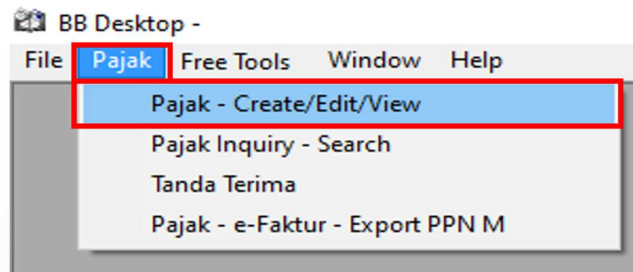 BB Desktop -
File Pajak Free Tools Window Help
Pajak - Create/Edit/View
Pajak Inquiry - Search
Tanda Terima
Pajak - e-Faktur - Export PPN M